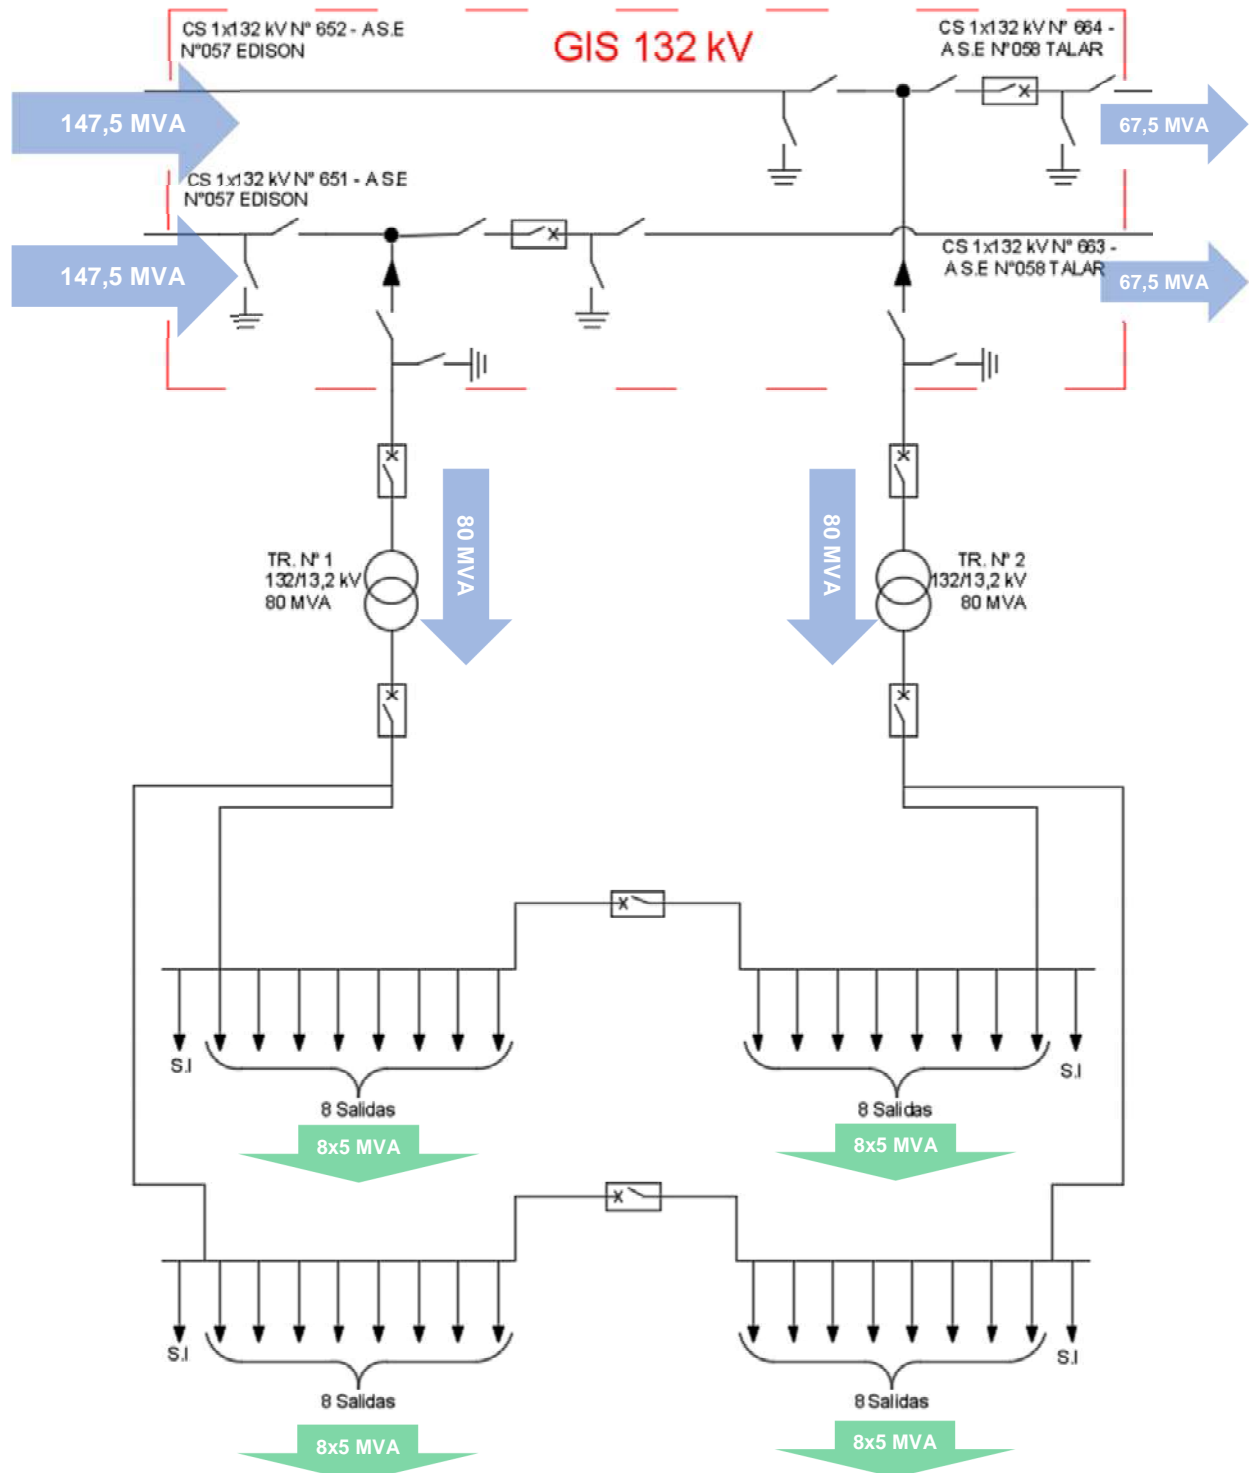 CS 1x132 kV N° 652 - A S.E
N°057 EDISON
GIS 132 kV
CS 1x132 kV N° 664 -
A S.E N°058 TALAR
147,5 MVA
67,5 MVA
CS 1x132 kV N° 651 - A S.E
N°057 EDISON
147,5 MVA
CS 1x132 kV N° 663 -
A S.E N°058 TALAR
67,5 MVA
TR. N° 1
132/13,2 kV
80 MVA
80 MVA
80 MVA
TR. N° 2
132/13,2 kV
80 MVA
S.I
8 Salidas
8x5 MVA
8 Salidas
S.I
8x5 MVA
S.I
8 Salidas
8x5 MVA
8 Salidas
S.I
8x5 MVA